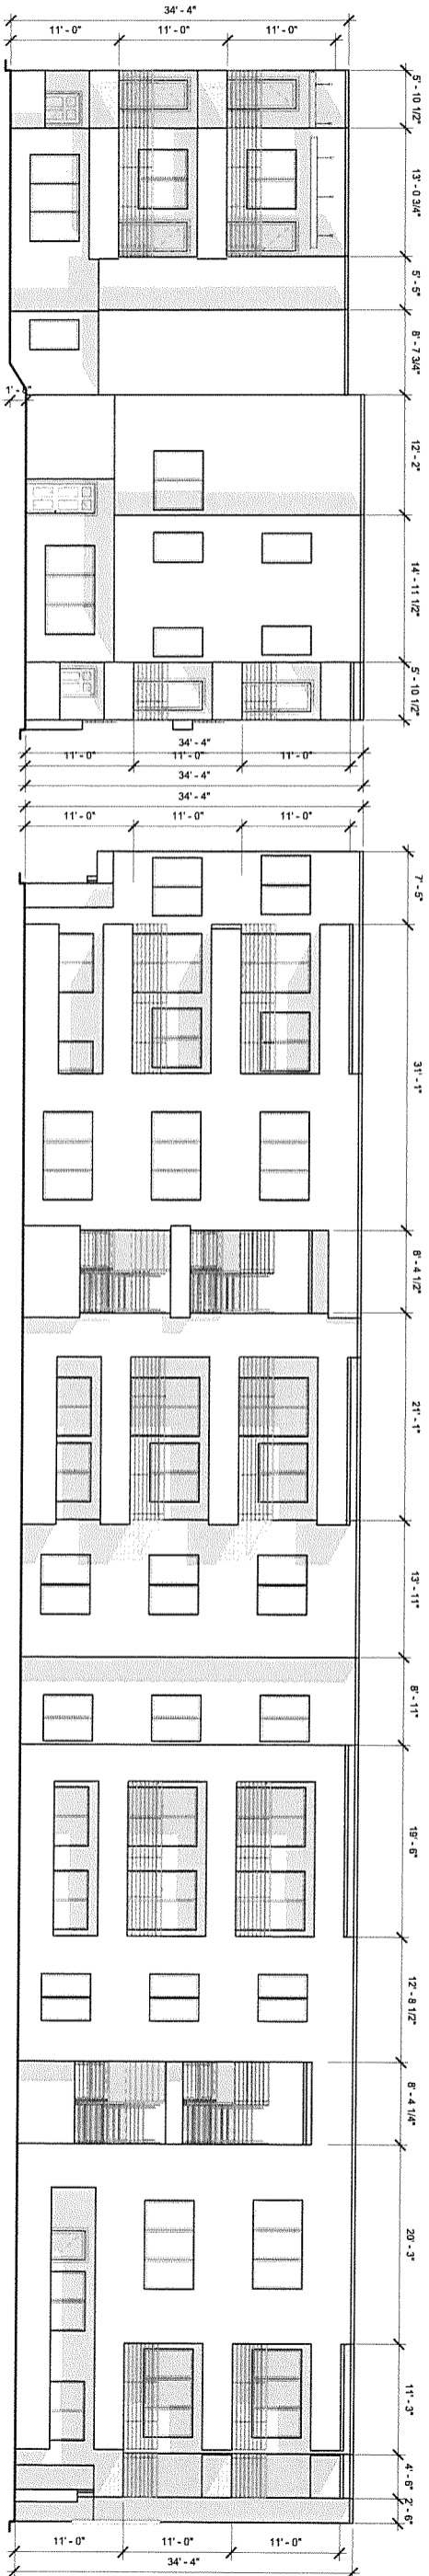 34' - 4"
11' - 0" 11' - 0" 11' - 0"
5' - 10 1/2"
13' - 0 3/4"
5' - 5"
8' - 7 3/4"
12' - 2"
14' - 11 1/2"
5' - 10 1/2"
34' - 4"
11' - 0" 11' - 0" 11' - 0"
34' - 4"
34' - 4"
11' - 0" 11' - 0" 11' - 0"
7' - 5"
31' - 1"
8' - 4 1/2"
21' - 1"
13' - 11"
8' - 11"
19' - 6"
12' - 8 1/2"
8' - 4 1/4"
20' - 3"
11' - 3"
4' - 6"
2' - 6"
11' - 0" 11' - 0" 11' - 0"
34' - 4"